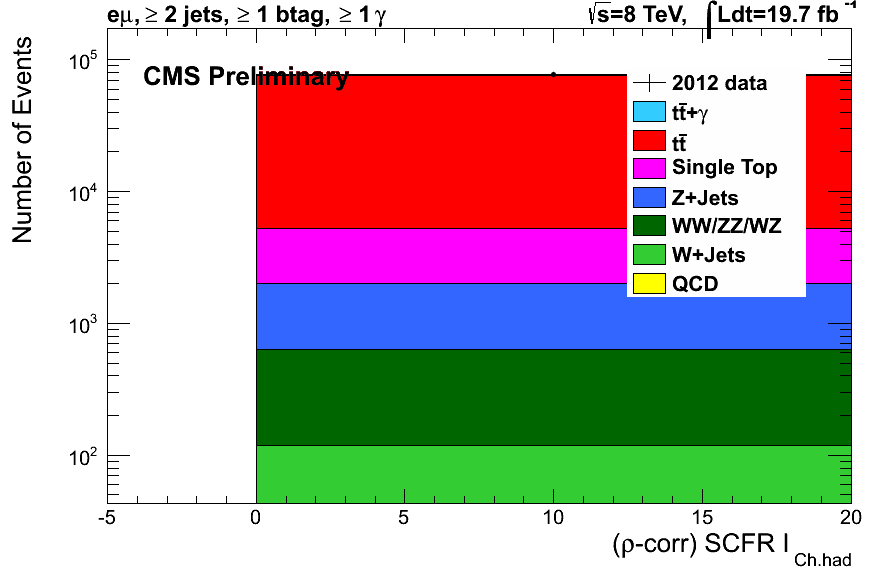 eμ, ≥ 2 jets, ≥ 1 btag, ≥ 1 γ
√s=8 TeV, ∫Ldt=19.7 fb⁻¹
CMS Preliminary
Number of Events
10⁵
10⁴
10³
10²
2012 data
tt̄+γ
tt̄
Single Top
Z+Jets
WW/ZZ/WZ
W+Jets
QCD
-5 0 5 10 15 20
(ρ-corr) SCFR I Ch.had